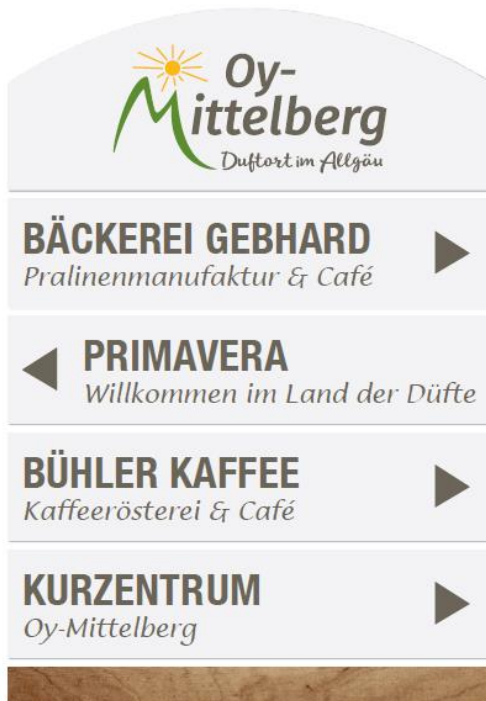 Oy-
Mittelberg
Duftort im Allgäu
BÄCKEREI GEBHARD
Pralinenmanufaktur & Café
PRIMAVERA
Willkommen im Land der Düfte
BÜHLER KAFFEE
Kaffeerösterei & Café
KURZENTRUM
Oy-Mittelberg